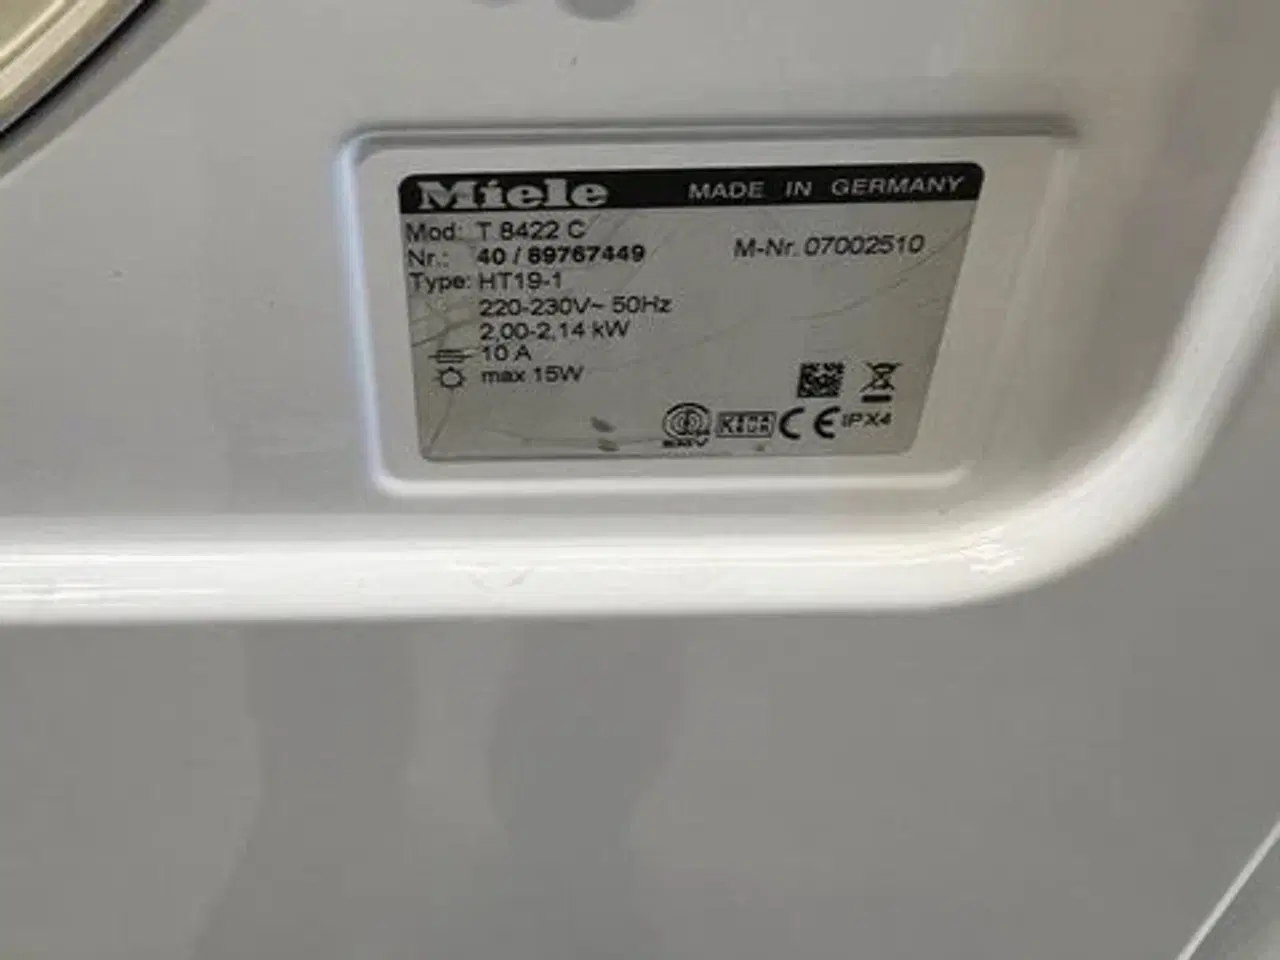 Miele MADE IN GERMANY
Mod: T 8422 C
Nr.: 40 / 89767449 M-Nr. 07002510
Type: HT19-1
220-230V~ 50Hz
2,00-2,14 kW
10 A
max 15W
CE IPX4